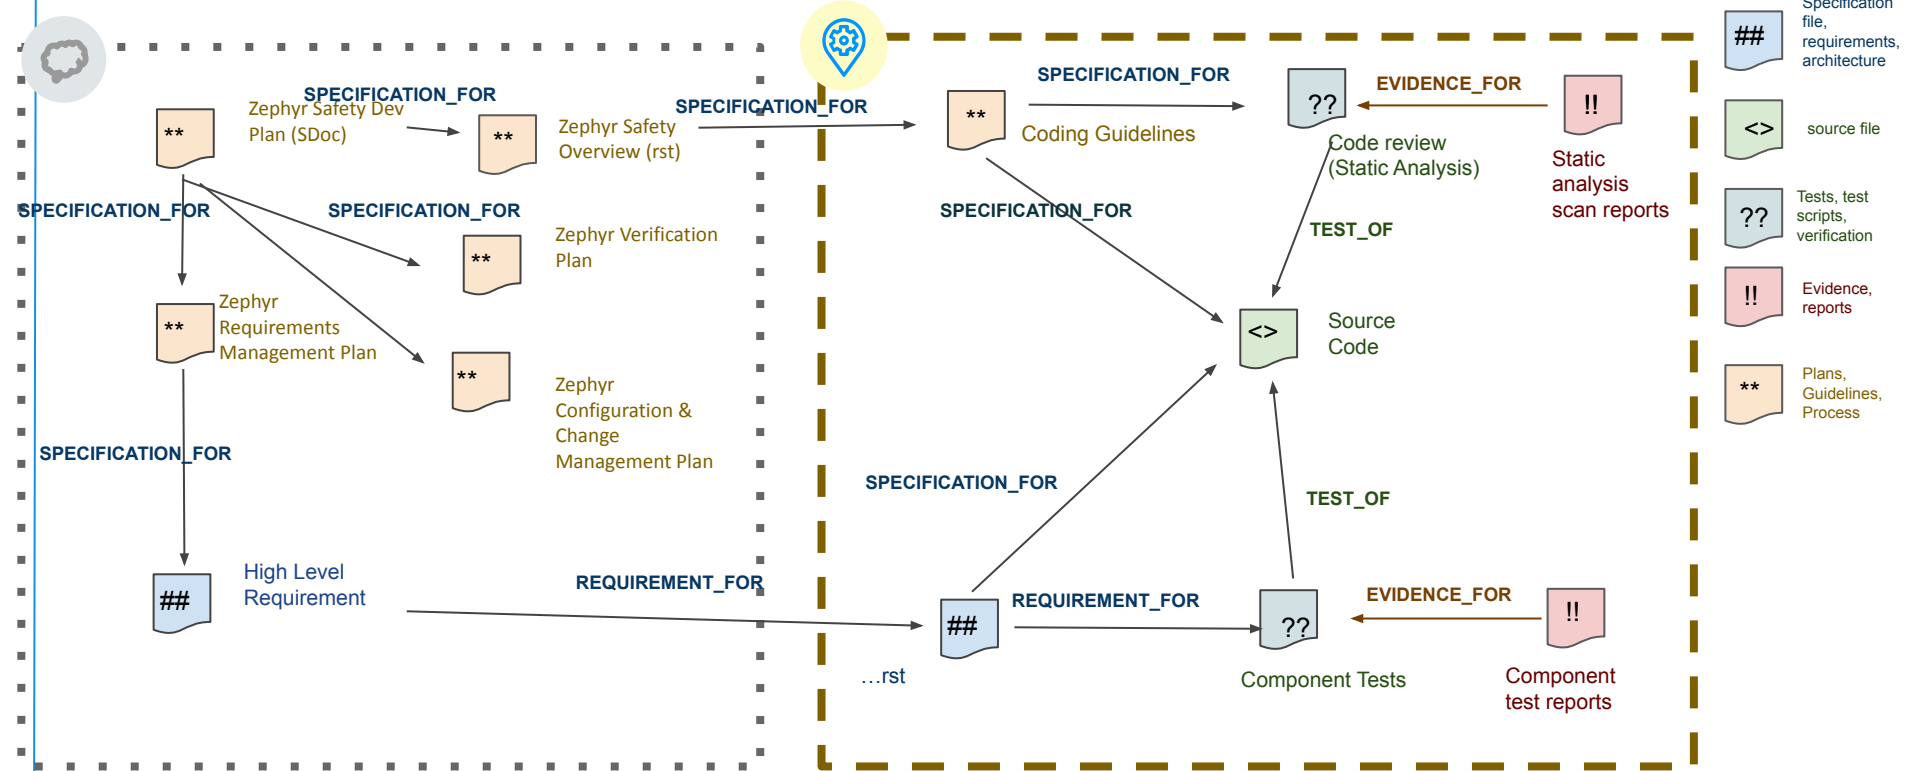 SPECIFICATION_FOR
Zephyr Safety Dev
Plan (SDoc)
**
**
Zephyr Safety
Overview (rst)
SPECIFICATION_FOR
SPECIFICATION_FOR
SPECIFICATION_FOR
Zephyr Verification
Plan
**
Zephyr
Requirements
Management Plan
**
**
Zephyr
Configuration &
Change
Management Plan
SPECIFICATION_FOR
High Level
Requirement
##
REQUIREMENT_FOR
SPECIFICATION_FOR
**
Coding Guidelines
??
Code review
(Static Analysis)
EVIDENCE_FOR
!!
Static
analysis
scan reports
SPECIFICATION_FOR
TEST_OF
<>
Source
Code
SPECIFICATION_FOR
TEST_OF
##
…rst
REQUIREMENT_FOR
??
Component Tests
EVIDENCE_FOR
!!
Component
test reports
##
Specification
file,
requirements,
architecture
<>
source file
??
Tests, test
scripts,
verification
!!
Evidence,
reports
**
Plans,
Guidelines,
Process